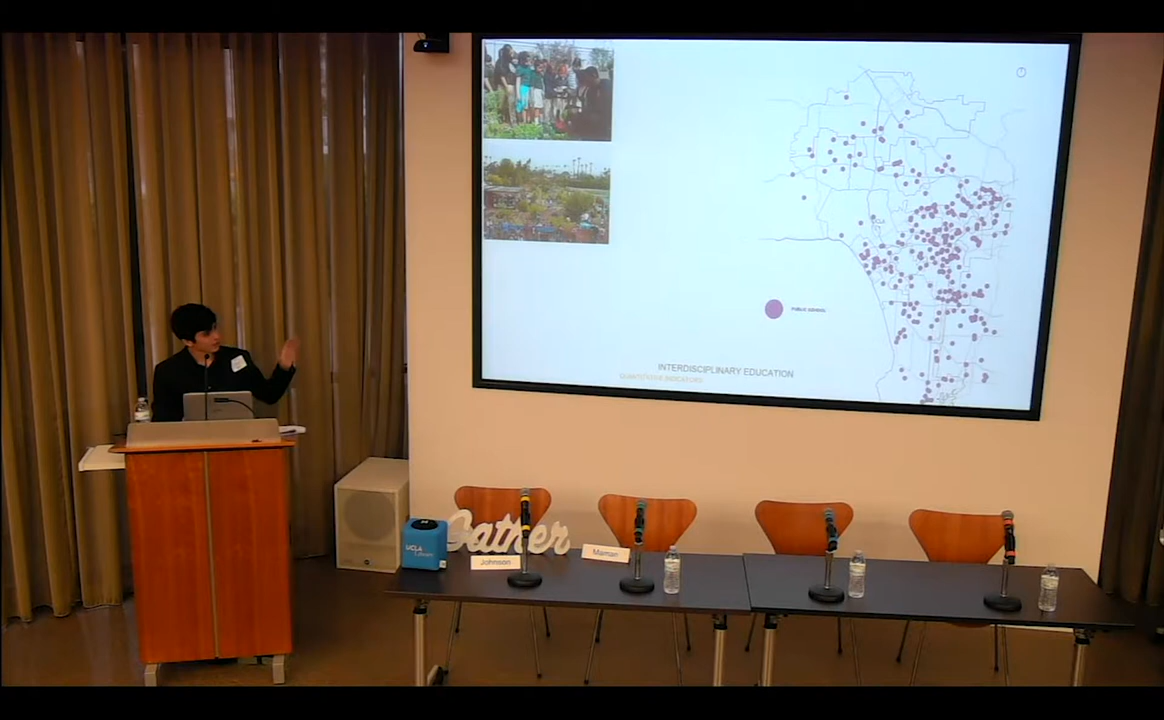 PUBLIC SCHOOL
INTERDISCIPLINARY EDUCATION
QUANTITATIVE INDICATORS
Gather
UCLA
Library
Johnson
Maman